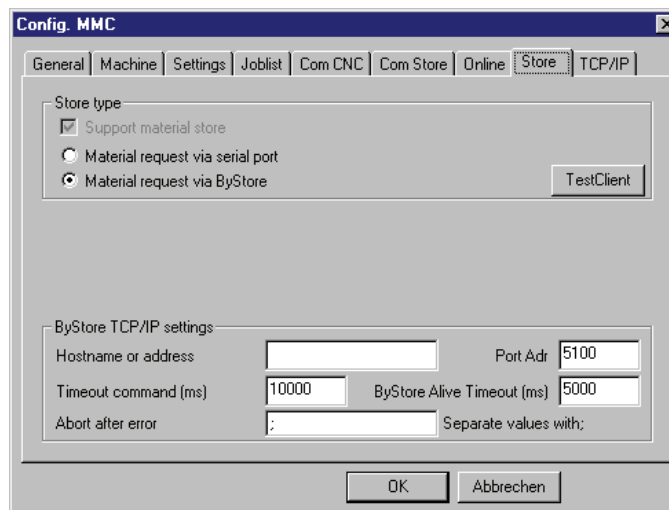 Config. MMC
General Machine Settings Joblist Com CNC Com Store Online Store TCP/IP
Store type
Support material store
Material request via serial port
Material request via ByStore
TestClient
ByStore TCP/IP settings
Hostname or address Port Adr 5100
Timeout command (ms) 10000 ByStore Alive Timeout (ms) 5000
Abort after error ; Separate values with;
OK Abbrechen